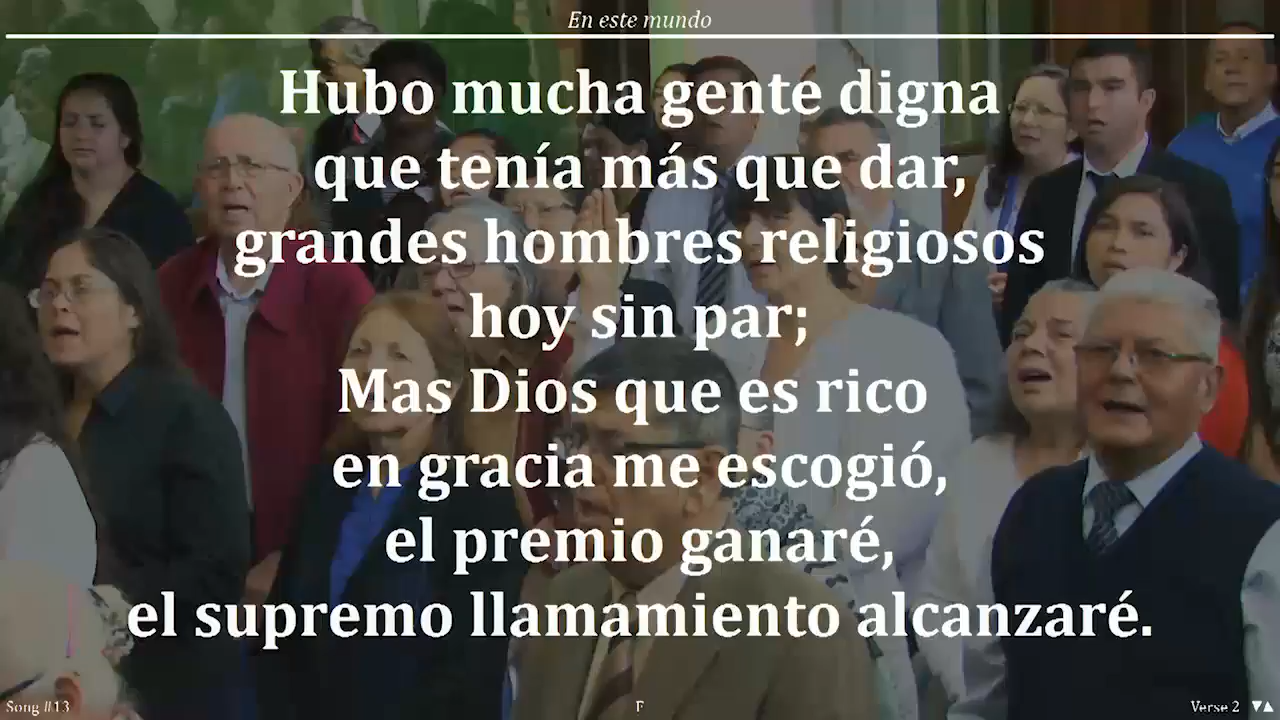 En este mundo
Hubo mucha gente digna
que tenía más que dar,
grandes hombres religiosos
hoy sin par;
Mas Dios que es rico
en gracia me escogió,
el premio ganaré,
el supremo llamamiento alcanzaré.
Song #13
F
Verse 2 ▼▲